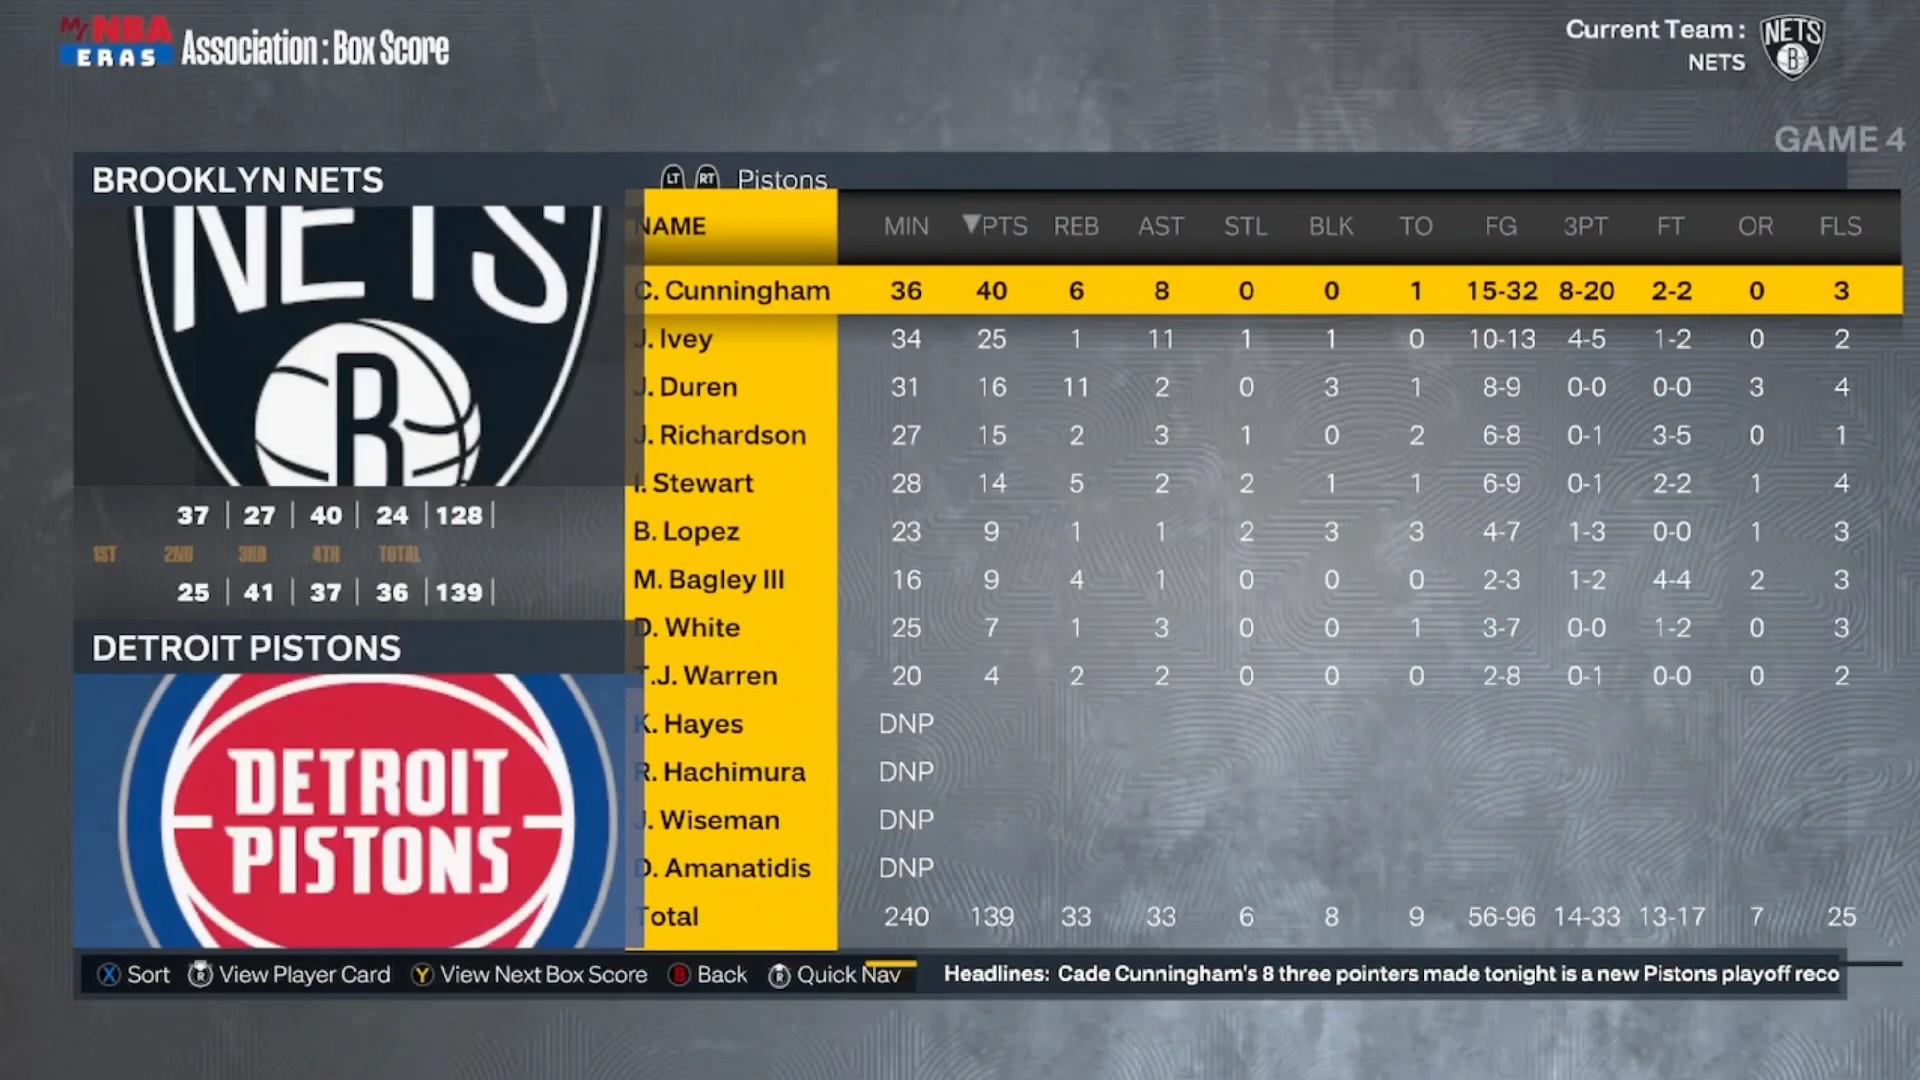 My NBA ERAS Association : Box Score
Current Team :
NETS
NETS
B
GAME 4
BROOKLYN NETS
NETS
B
37 | 27 | 40 | 24 | 128 |
1ST 2ND 3RD 4TH TOTAL
25 | 41 | 37 | 36 | 139 |
DETROIT PISTONS
DETROIT
PISTONS
LT RT Pistons
NAME MIN ▼PTS REB AST STL BLK TO FG 3PT FT OR FLS
C. Cunningham 36 40 6 8 0 0 1 15-32 8-20 2-2 0 3
J. Ivey 34 25 1 11 1 1 0 10-13 4-5 1-2 0 2
J. Duren 31 16 11 2 0 3 1 8-9 0-0 0-0 3 4
J. Richardson 27 15 2 3 1 0 2 6-8 0-1 3-5 0 1
I. Stewart 28 14 5 2 2 1 1 6-9 0-1 2-2 1 4
B. Lopez 23 9 1 1 2 3 3 4-7 1-3 0-0 1 3
M. Bagley III 16 9 4 1 0 0 0 2-3 1-2 4-4 2 3
D. White 25 7 1 3 0 0 1 3-7 0-0 1-2 0 3
T.J. Warren 20 4 2 2 0 0 0 2-8 0-1 0-0 0 2
K. Hayes DNP
R. Hachimura DNP
J. Wiseman DNP
D. Amanatidis DNP
Total 240 139 33 33 6 8 9 56-96 14-33 13-17 7 25
X Sort R View Player Card Y View Next Box Score B Back R Quick Nav
Headlines: Cade Cunningham's 8 three pointers made tonight is a new Pistons playoff reco